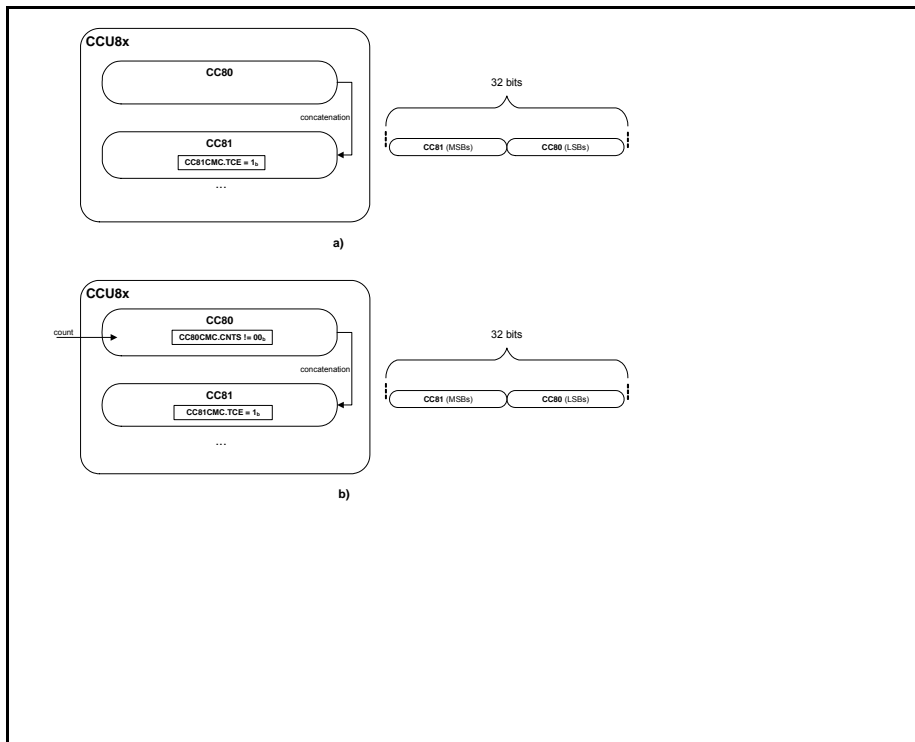 CCU8x
CC80
32 bits
concatenation
CC81
CC81CMC.TCE = 1b
CC81 (MSBs) CC80 (LSBs)
...
a)
CCU8x
CC80
count
CC80CMC.CNTS != 00b
32 bits
concatenation
CC81
CC81CMC.TCE = 1b
CC81 (MSBs) CC80 (LSBs)
...
b)